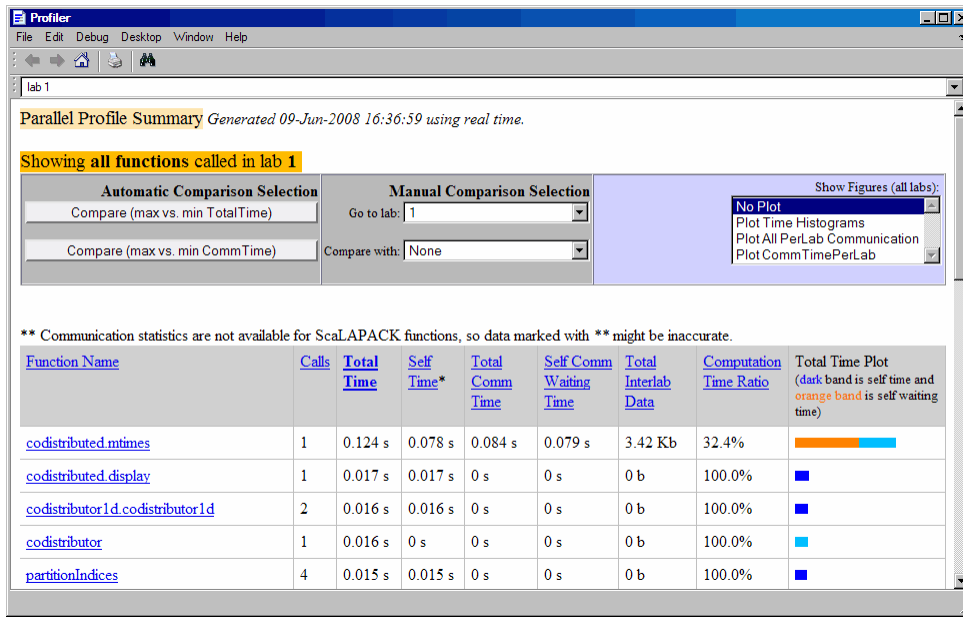 Profiler
File Edit Debug Desktop Window Help
lab 1
Parallel Profile Summary Generated 09-Jun-2008 16:36:59 using real time.
Showing all functions called in lab 1
Automatic Comparison Selection
Compare (max vs. min TotalTime)
Compare (max vs. min CommTime)
Manual Comparison Selection
Go to lab: 1
Compare with: None
Show Figures (all labs):
No Plot
Plot Time Histograms
Plot All PerLab Communication
Plot CommTimePerLab
** Communication statistics are not available for ScaLAPACK functions, so data marked with ** might be inaccurate.
Function Name
Calls
Total
Time
Self
Time*
Total
Comm
Time
Self Comm
Waiting
Time
Total
Interlab
Data
Computation
Time Ratio
Total Time Plot
(dark band is self time and
orange band is self waiting
time)
codistributed.mtimes 1 0.124 s 0.078 s 0.084 s 0.079 s 3.42 Kb 32.4%
codistributed.display 1 0.017 s 0.017 s 0 s 0 s 0 b 100.0%
codistributor1d.codistributor1d 2 0.016 s 0.016 s 0 s 0 s 0 b 100.0%
codistributor 1 0.016 s 0 s 0 s 0 s 0 b 100.0%
partitionIndices 4 0.015 s 0.015 s 0 s 0 s 0 b 100.0%